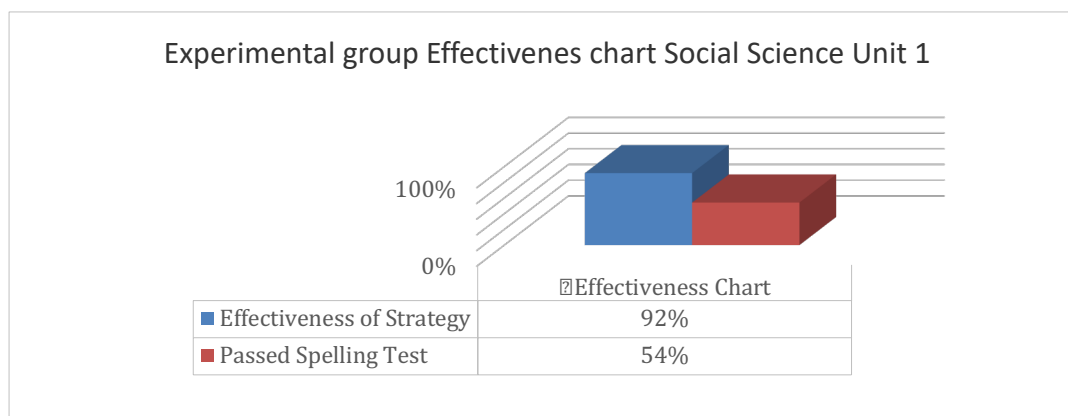 Experimental group Effectivenes chart Social Science Unit 1
100%
0%
⍰Effectiveness Chart
Effectiveness of Strategy 92%
Passed Spelling Test 54%